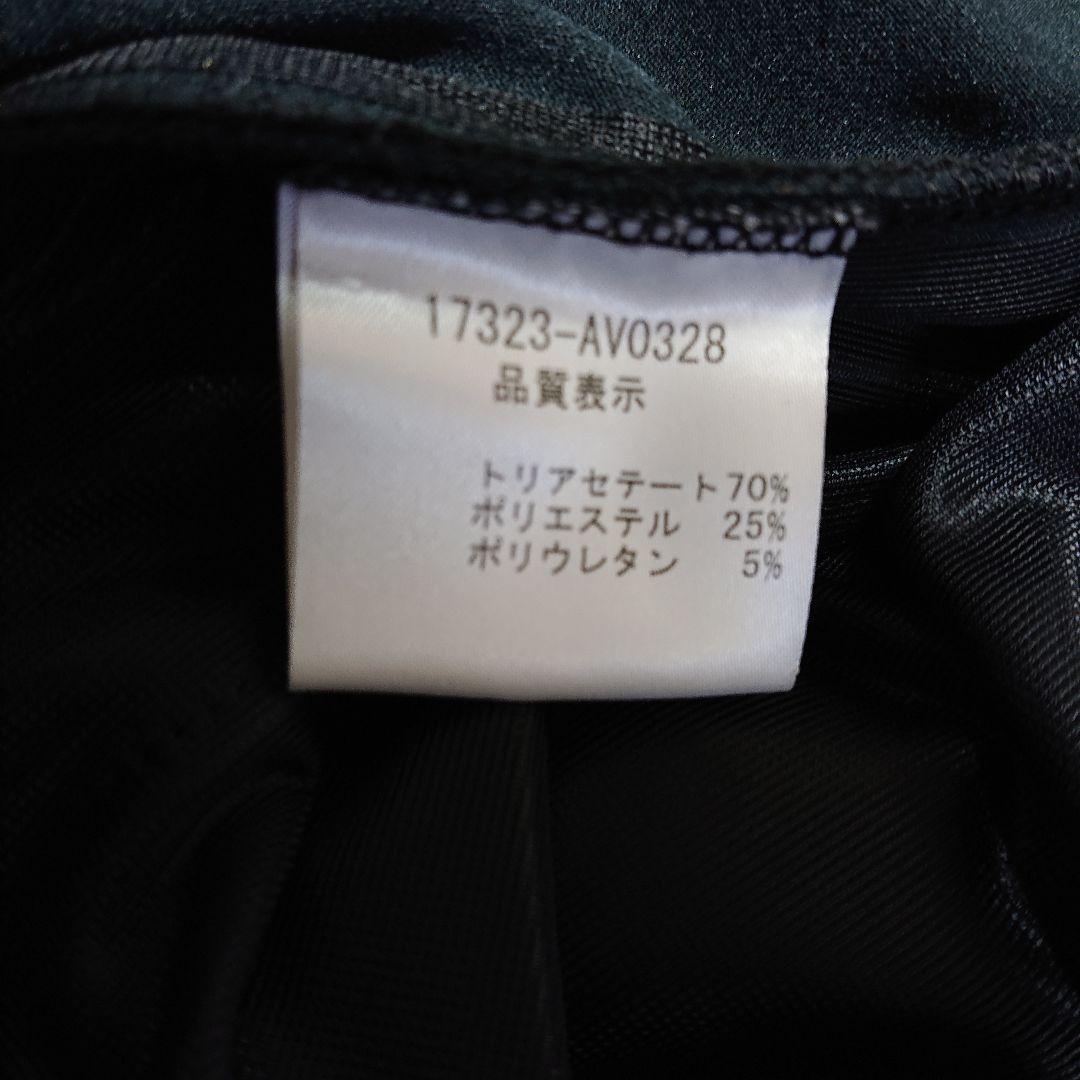 17323-AV0328
品質表示
トリアセテート70%
ポリエステル 25%
ポリウレタン 5%